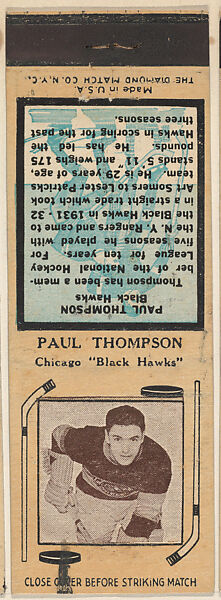 PAUL THOMPSON
Black Hawks
Thompson has been a mem-
ber of the National Hockey
League for ten years. For
five seasons he played with
the N. Y. Rangers and came to
the Black Hawks in 1931 - 32
in a straight trade which took
Art Somers to Lester Patricks
team. He is 29 years of age,
stands 5' 11" and weighs 175
pounds. He has led the
Hawks in scoring for the past
three seasons.
Made in U.S.A.
THE DIAMOND MATCH CO. N.Y.C.
PAUL THOMPSON
Chicago "Black Hawks"
CLOSE COVER BEFORE STRIKING MATCH